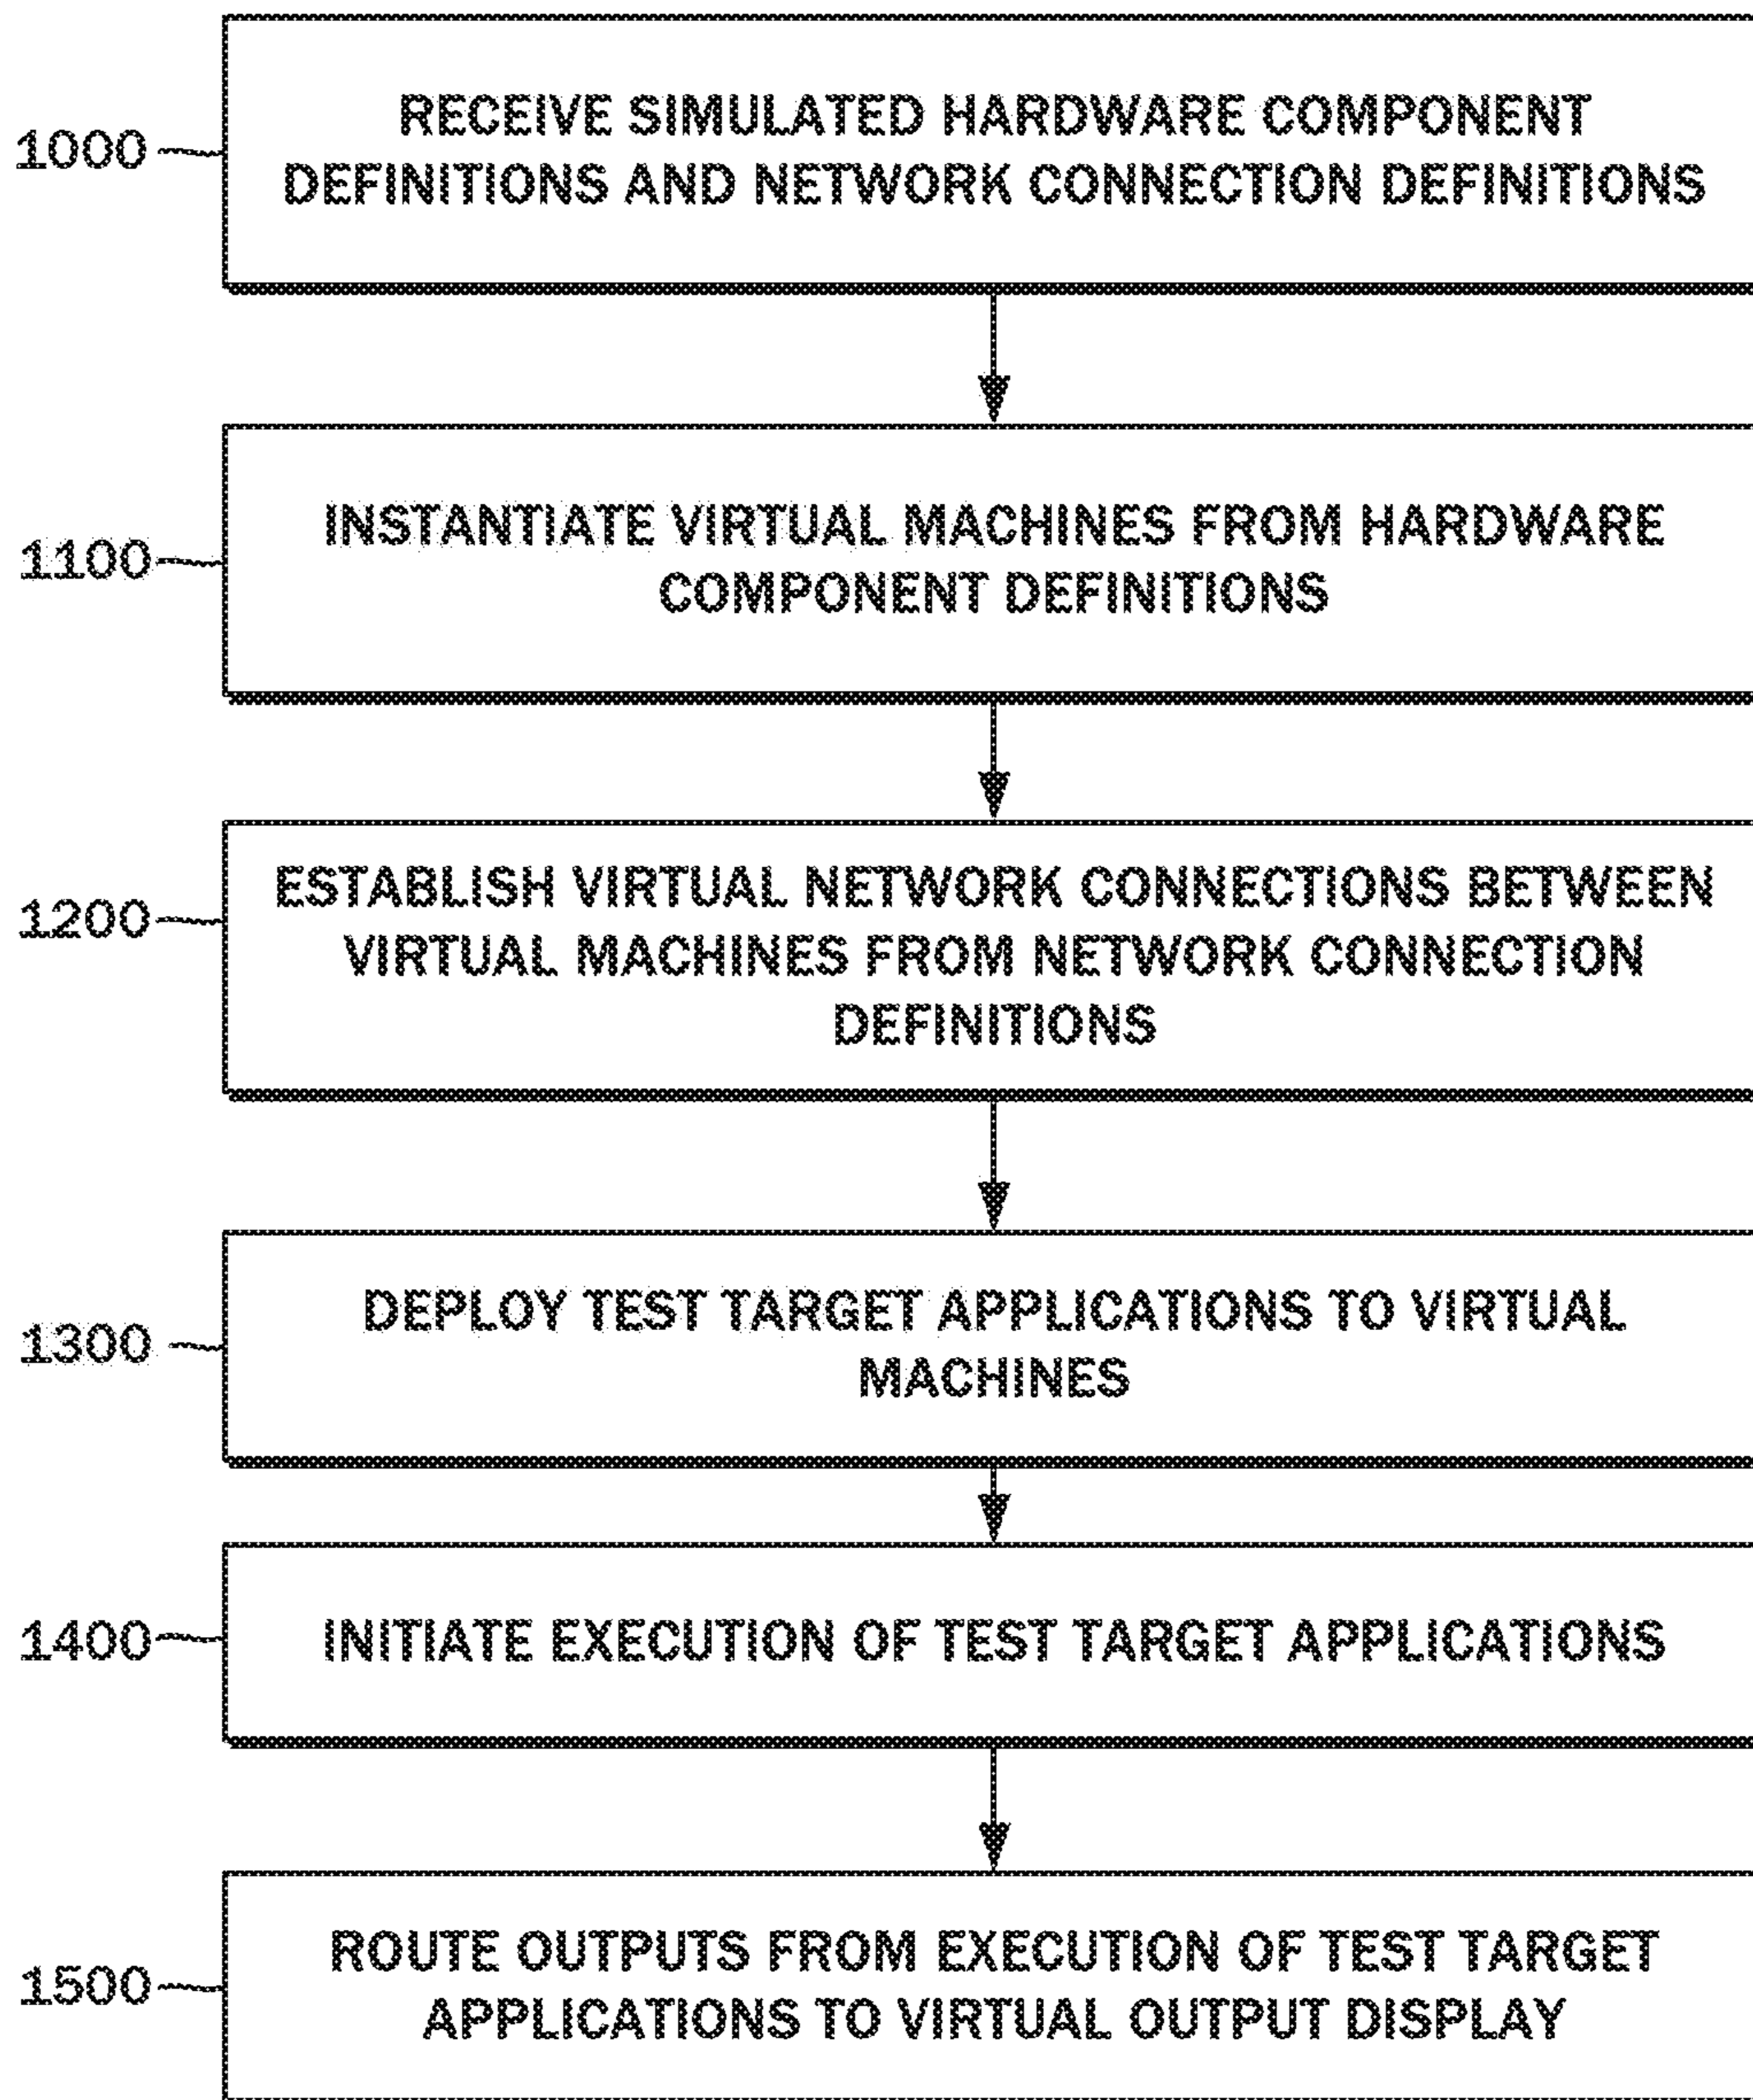 1000
RECEIVE SIMULATED HARDWARE COMPONENT
DEFINITIONS AND NETWORK CONNECTION DEFINITIONS
1100
INSTANTIATE VIRTUAL MACHINES FROM HARDWARE
COMPONENT DEFINITIONS
1200
ESTABLISH VIRTUAL NETWORK CONNECTIONS BETWEEN
VIRTUAL MACHINES FROM NETWORK CONNECTION
DEFINITIONS
1300
DEPLOY TEST TARGET APPLICATIONS TO VIRTUAL
MACHINES
1400
INITIATE EXECUTION OF TEST TARGET APPLICATIONS
1500
ROUTE OUTPUTS FROM EXECUTION OF TEST TARGET
APPLICATIONS TO VIRTUAL OUTPUT DISPLAY